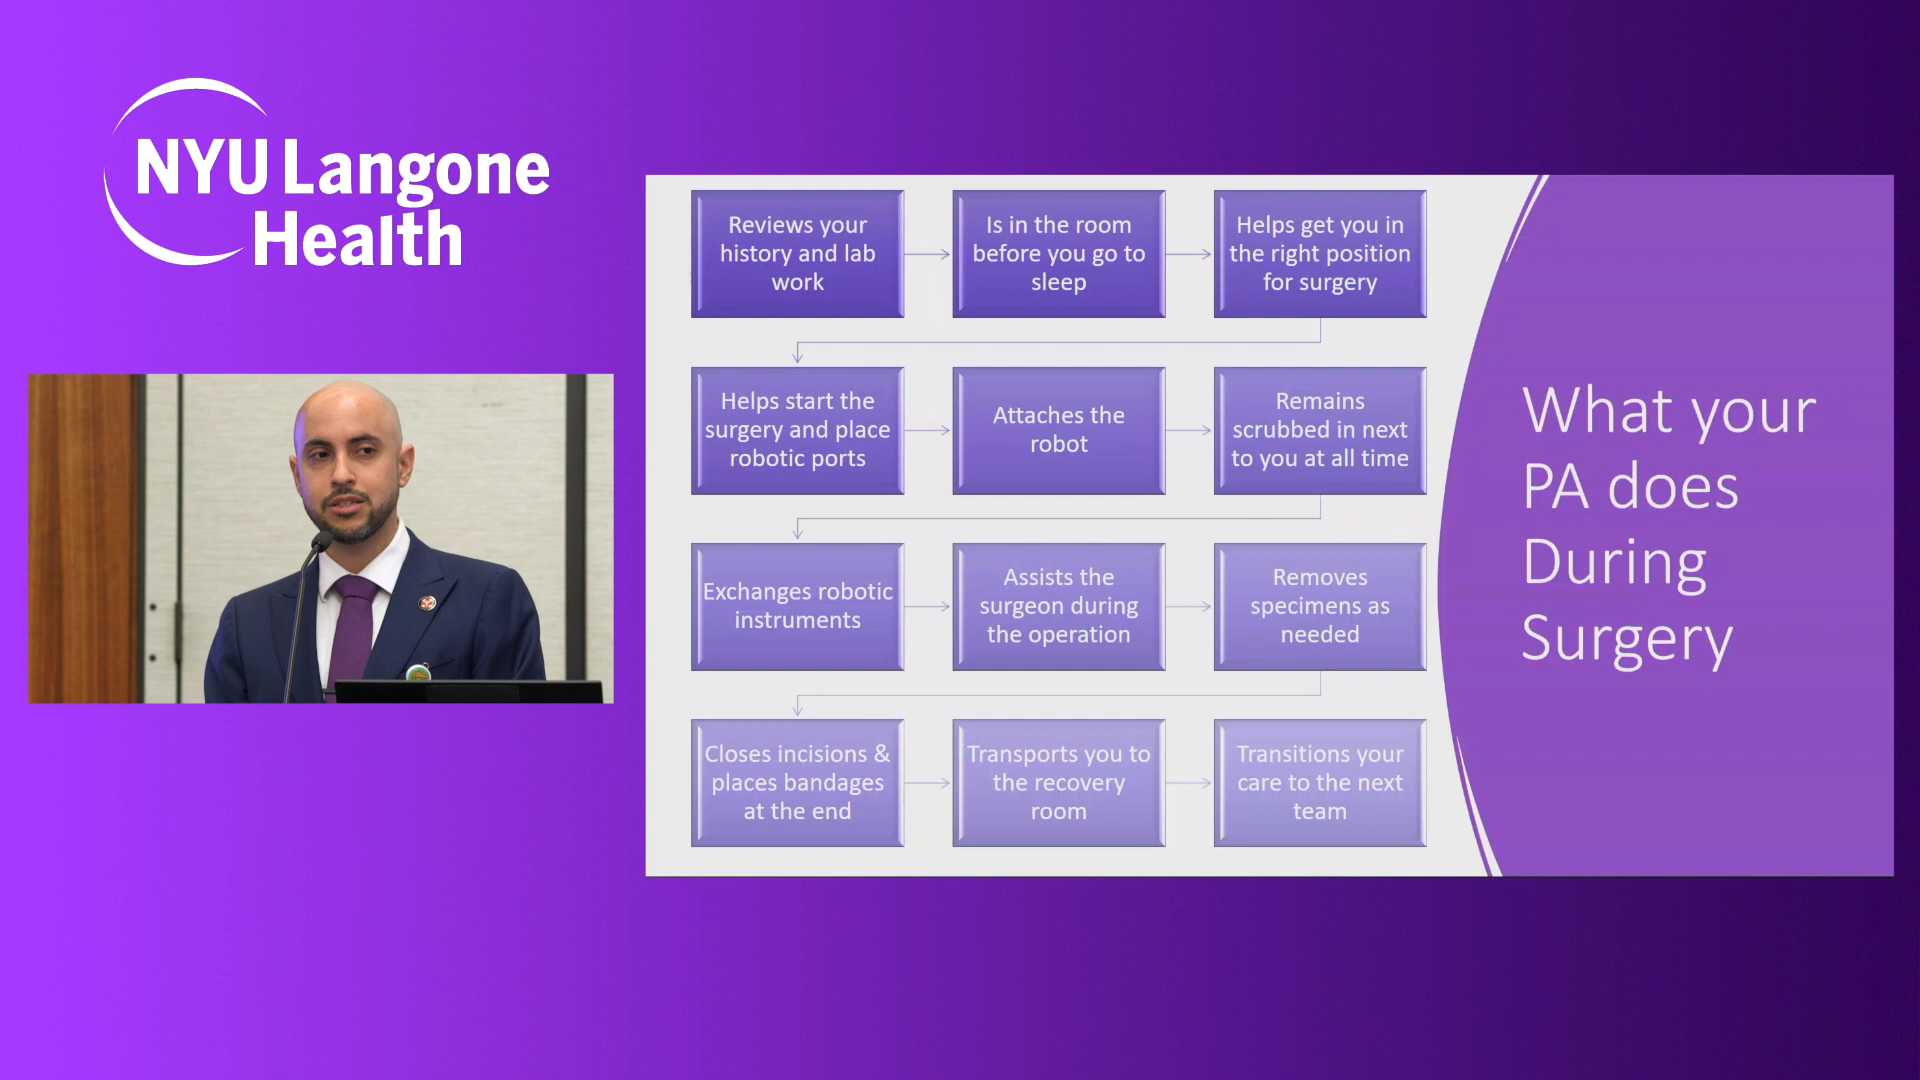 NYU Langone
Health
Reviews your
history and lab
work
Is in the room
before you go to
sleep
Helps get you in
the right position
for surgery
Helps start the
surgery and place
robotic ports
Attaches the
robot
Remains
scrubbed in next
to you at all time
Exchanges robotic
instruments
Assists the
surgeon during
the operation
Removes
specimens as
needed
Closes incisions &
places bandages
at the end
Transports you to
the recovery
room
Transitions your
care to the next
team
What your
PA does
During
Surgery